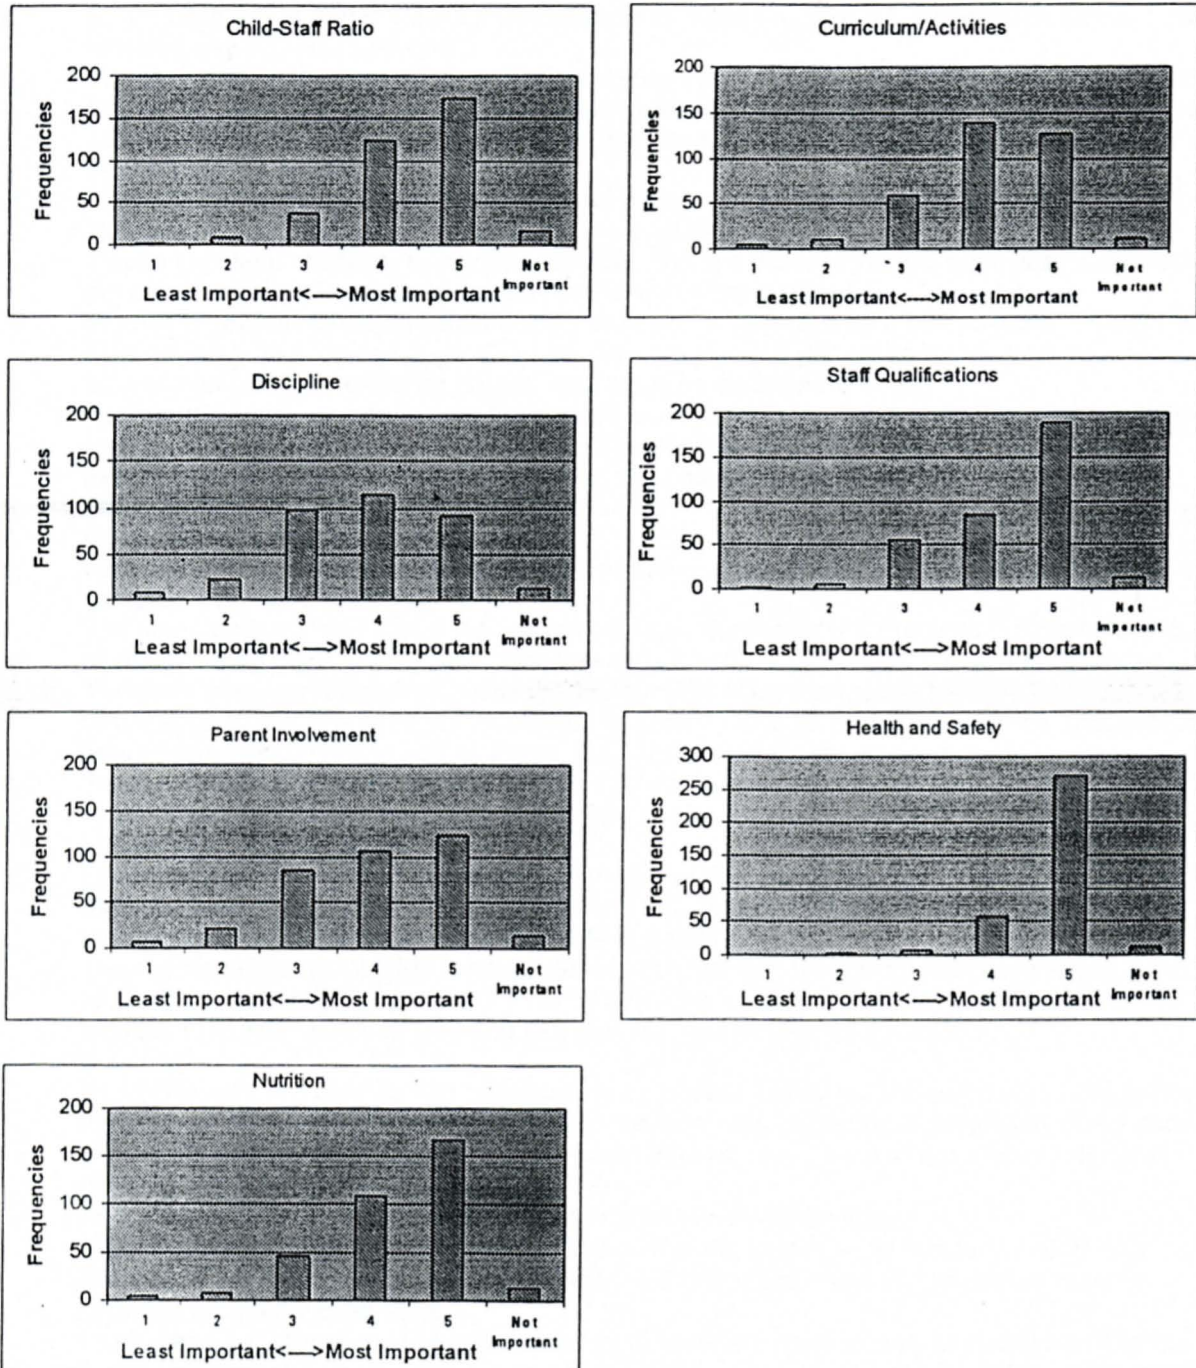 Child-Staff Ratio
Frequencies
200
150
100
50
0
1 2 3 4 5 Not Important
Least Important<--->Most Important
Curriculum/Activities
Frequencies
200
150
100
50
0
1 2 3 4 5 Not Important
Least Important<--->Most Important
Discipline
Frequencies
200
150
100
50
0
1 2 3 4 5 Not Important
Least Important<--->Most Important
Staff Qualifications
Frequencies
200
150
100
50
0
1 2 3 4 5 Not Important
Least Important<--->Most Important
Parent Involvement
Frequencies
200
150
100
50
0
1 2 3 4 5 Not Important
Least Important<--->Most Important
Health and Safety
Frequencies
300
250
200
150
100
50
0
1 2 3 4 5 Not Important
Least Important<--->Most Important
Nutrition
Frequencies
200
150
100
50
0
1 2 3 4 5 Not Important
Least Important<--->Most Important